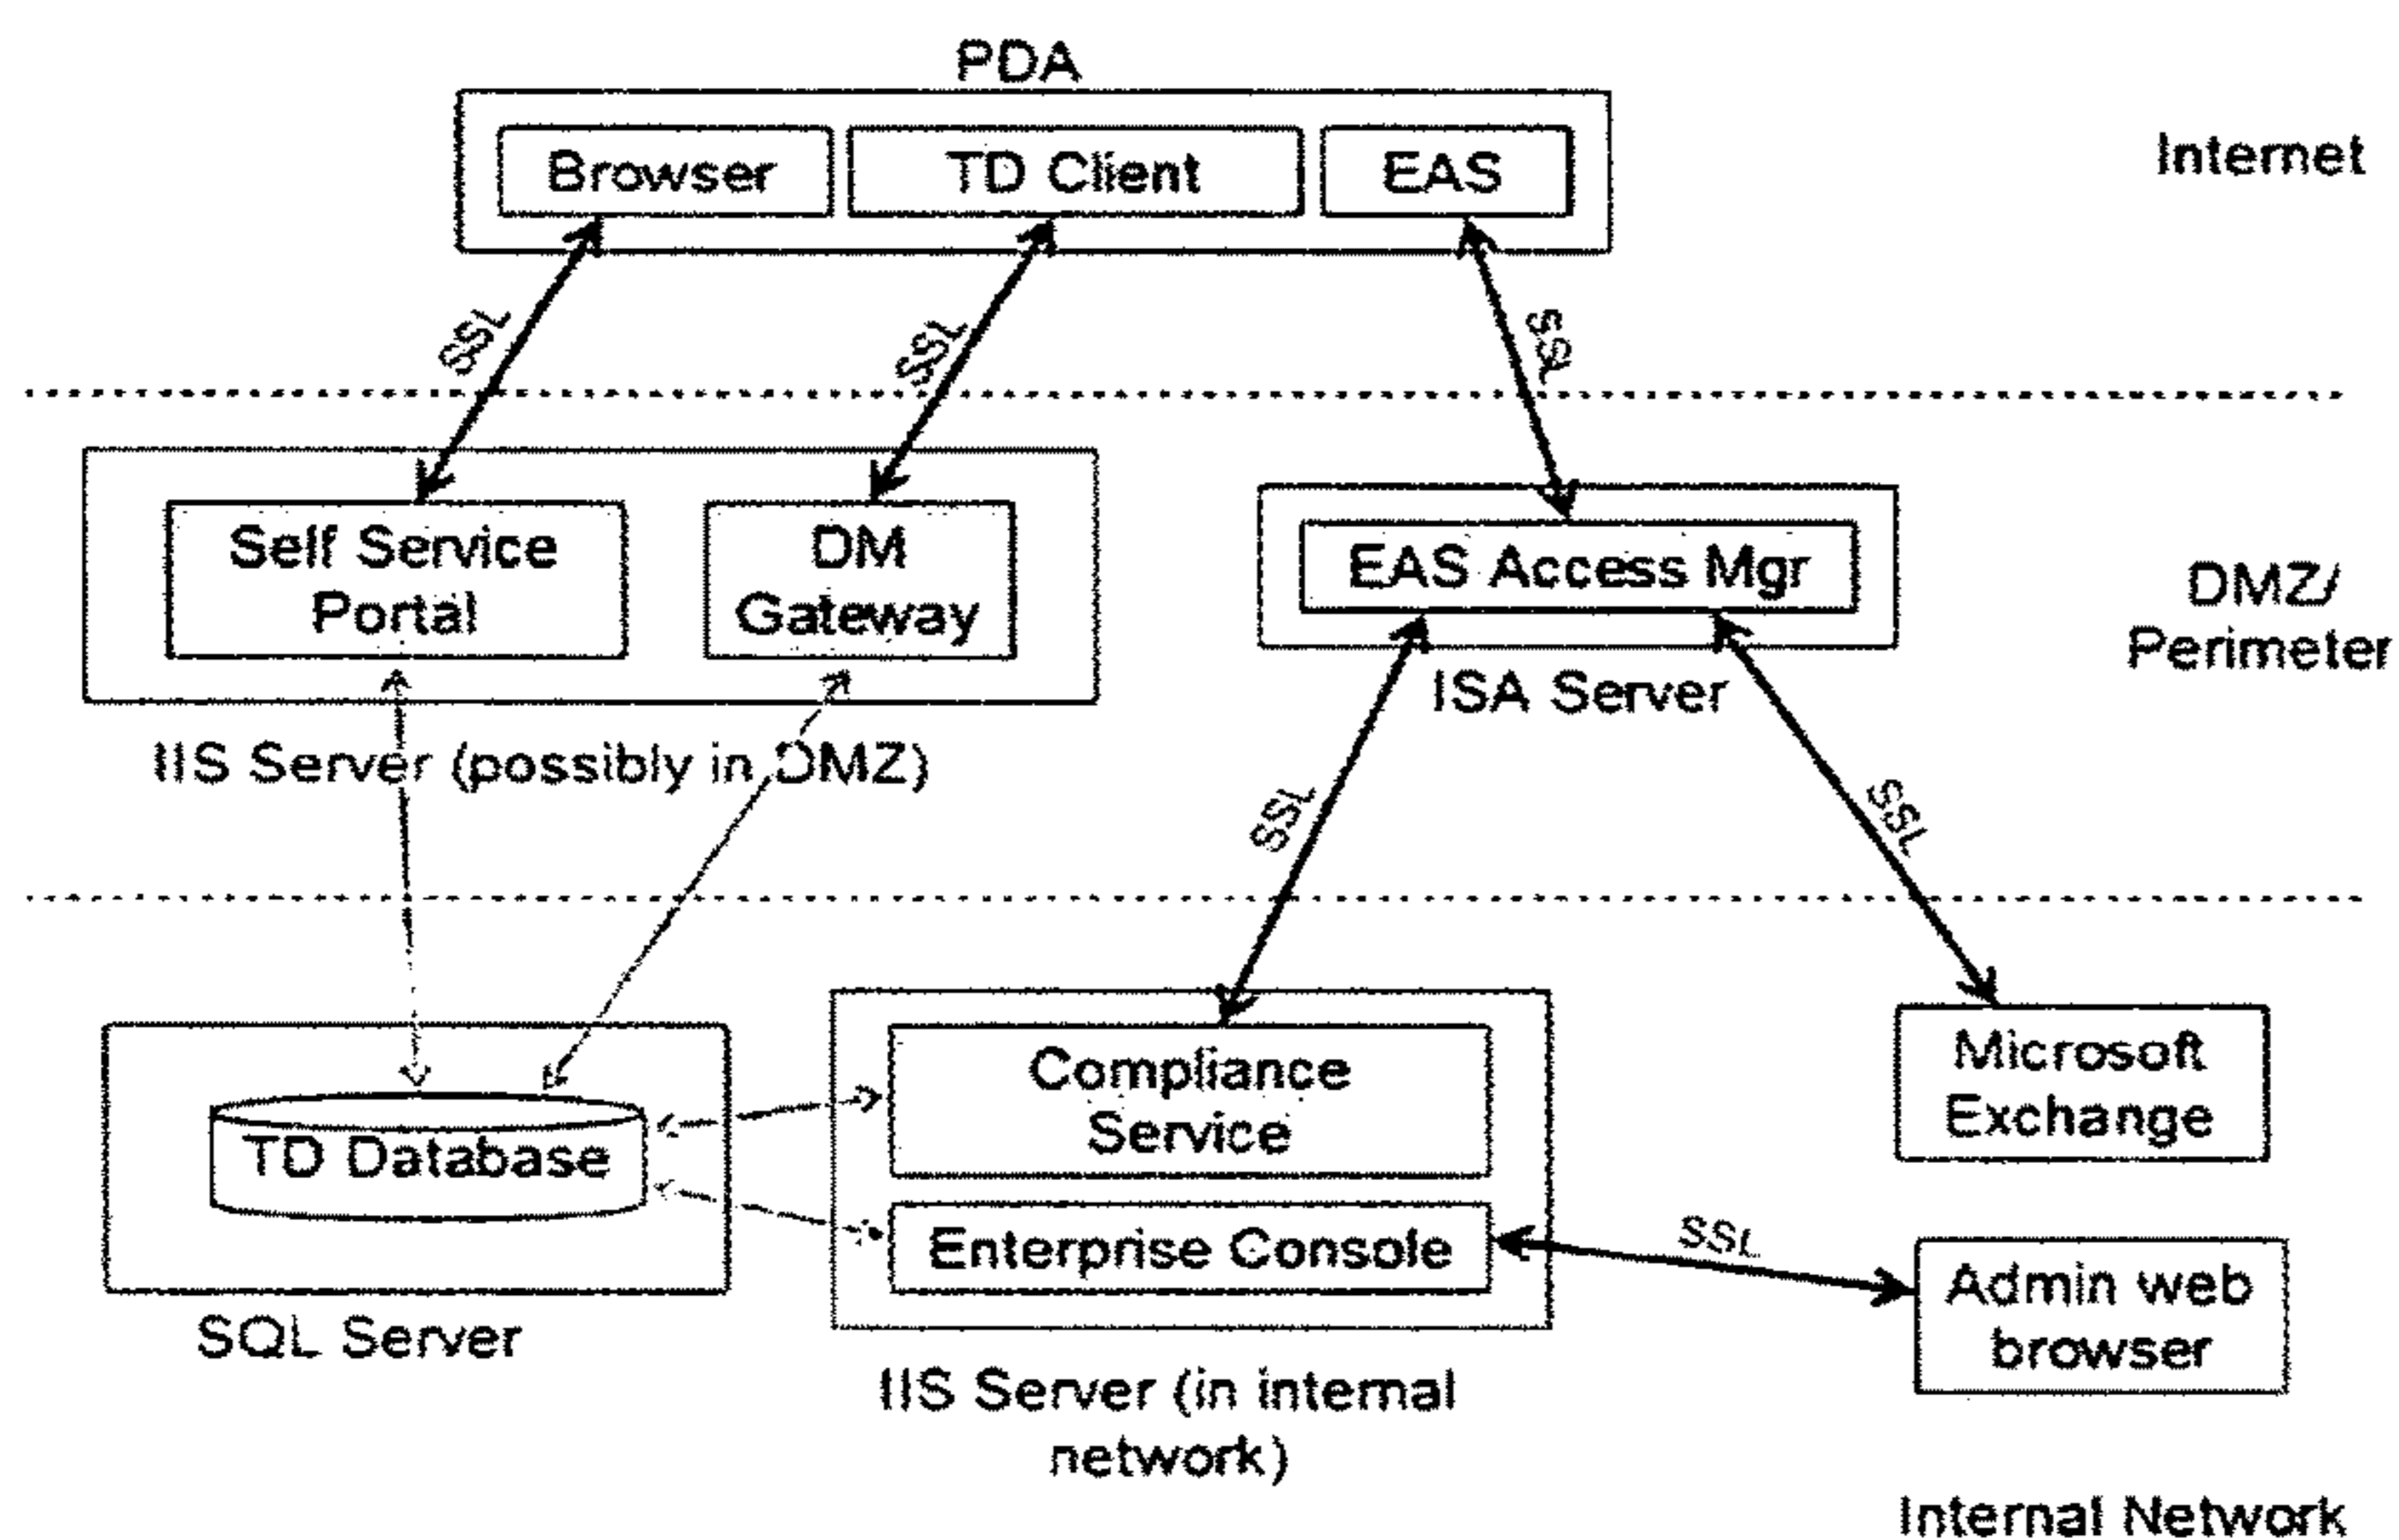 PDA
Browser
TD Client
EAS
Internet
SSL
SSL
SSL
Self Service
Portal
DM
Gateway
EAS Access Mgr
DMZ/
Perimeter
ISA Server
IIS Server (possibly in DMZ)
SSL
SSL
Compliance
Service
Microsoft
Exchange
TD Database
Enterprise Console
SSL
Admin web
browser
SQL Server
IIS Server (in internal
network)
Internal Network